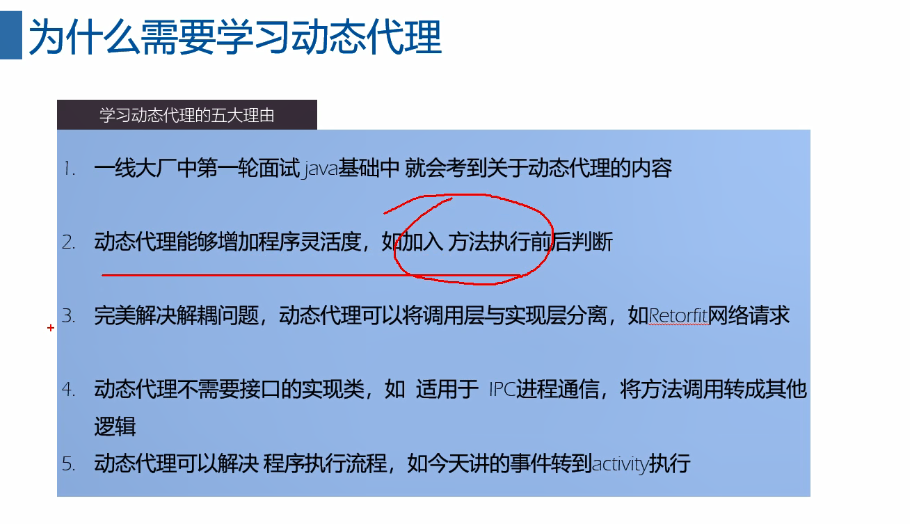 为什么需要学习动态代理
学习动态代理的五大理由
1. 一线大厂中第一轮面试 java基础中 就会考到关于动态代理的内容
2. 动态代理能够增加程序灵活度，如加入 方法执行前后判断
3. 完美解决解耦问题，动态代理可以将调用层与实现层分离，如Retorfit网络请求
4. 动态代理不需要接口的实现类，如 适用于 IPC进程通信，将方法调用转成其他
逻辑
5. 动态代理可以解决 程序执行流程，如今天讲的事件转到activity执行